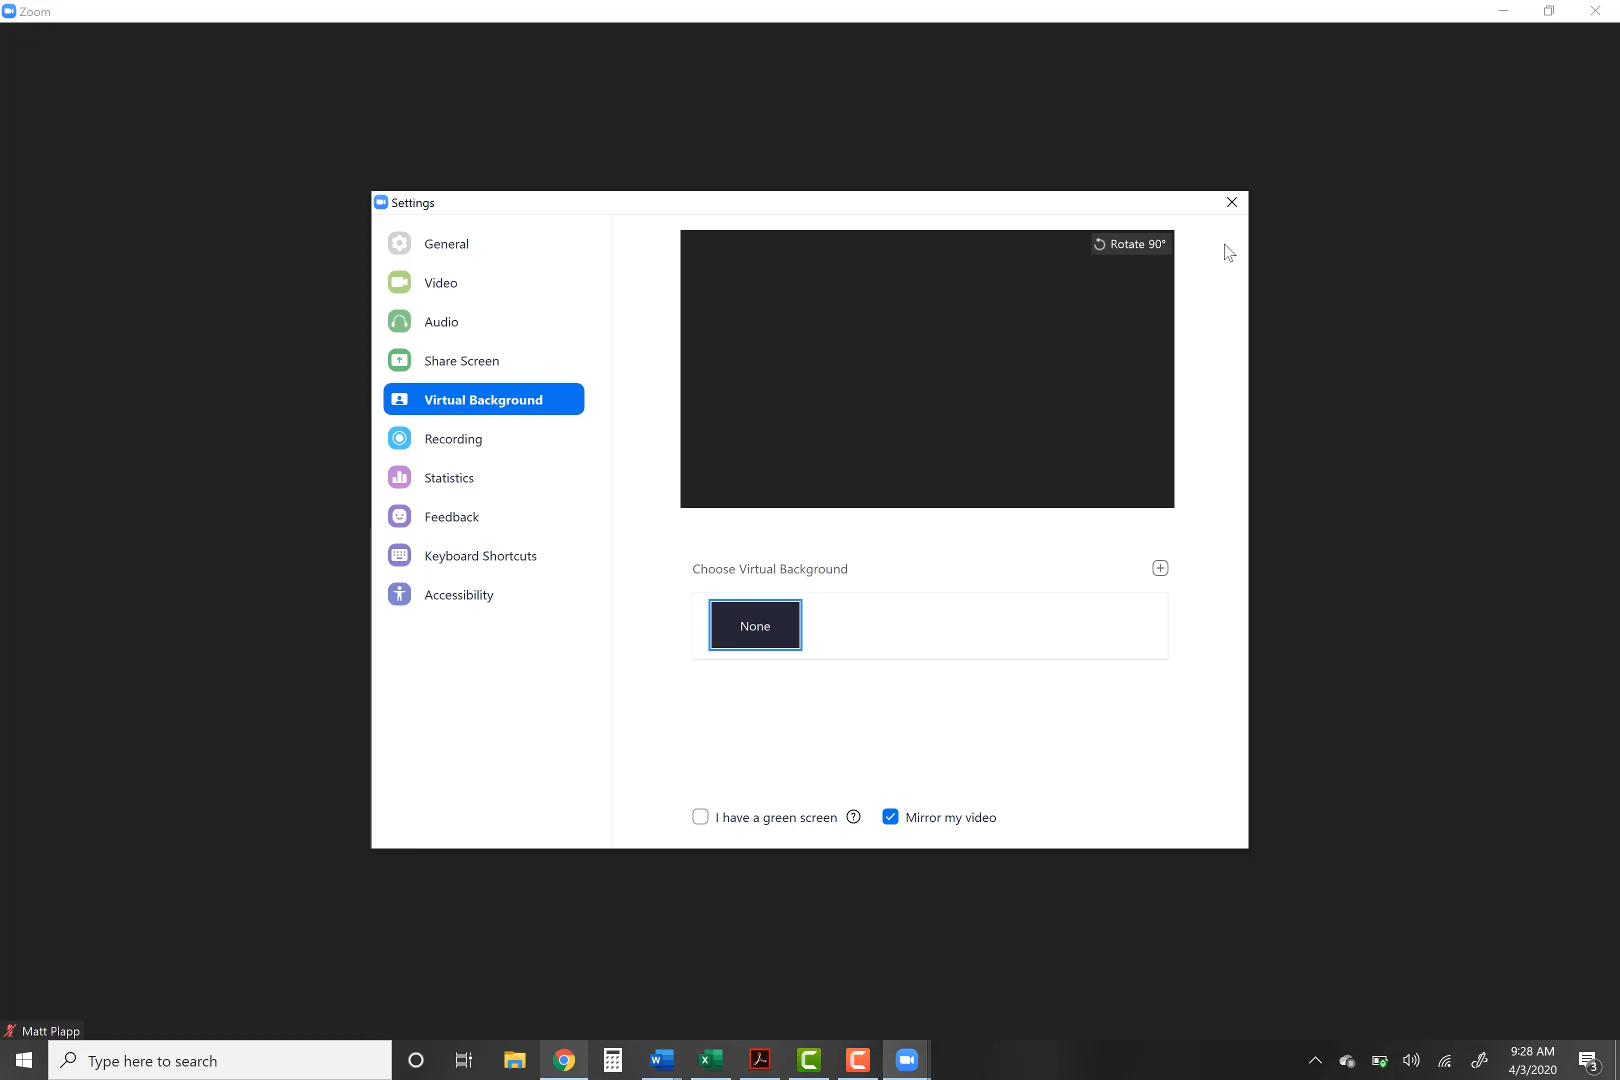 Zoom
Settings
General
Video
Audio
Share Screen
Virtual Background
Recording
Statistics
Feedback
Keyboard Shortcuts
Accessibility
Rotate 90°
Choose Virtual Background
None
I have a green screen
Mirror my video
Matt Plapp
Type here to search
9:28 AM
4/3/2020
3